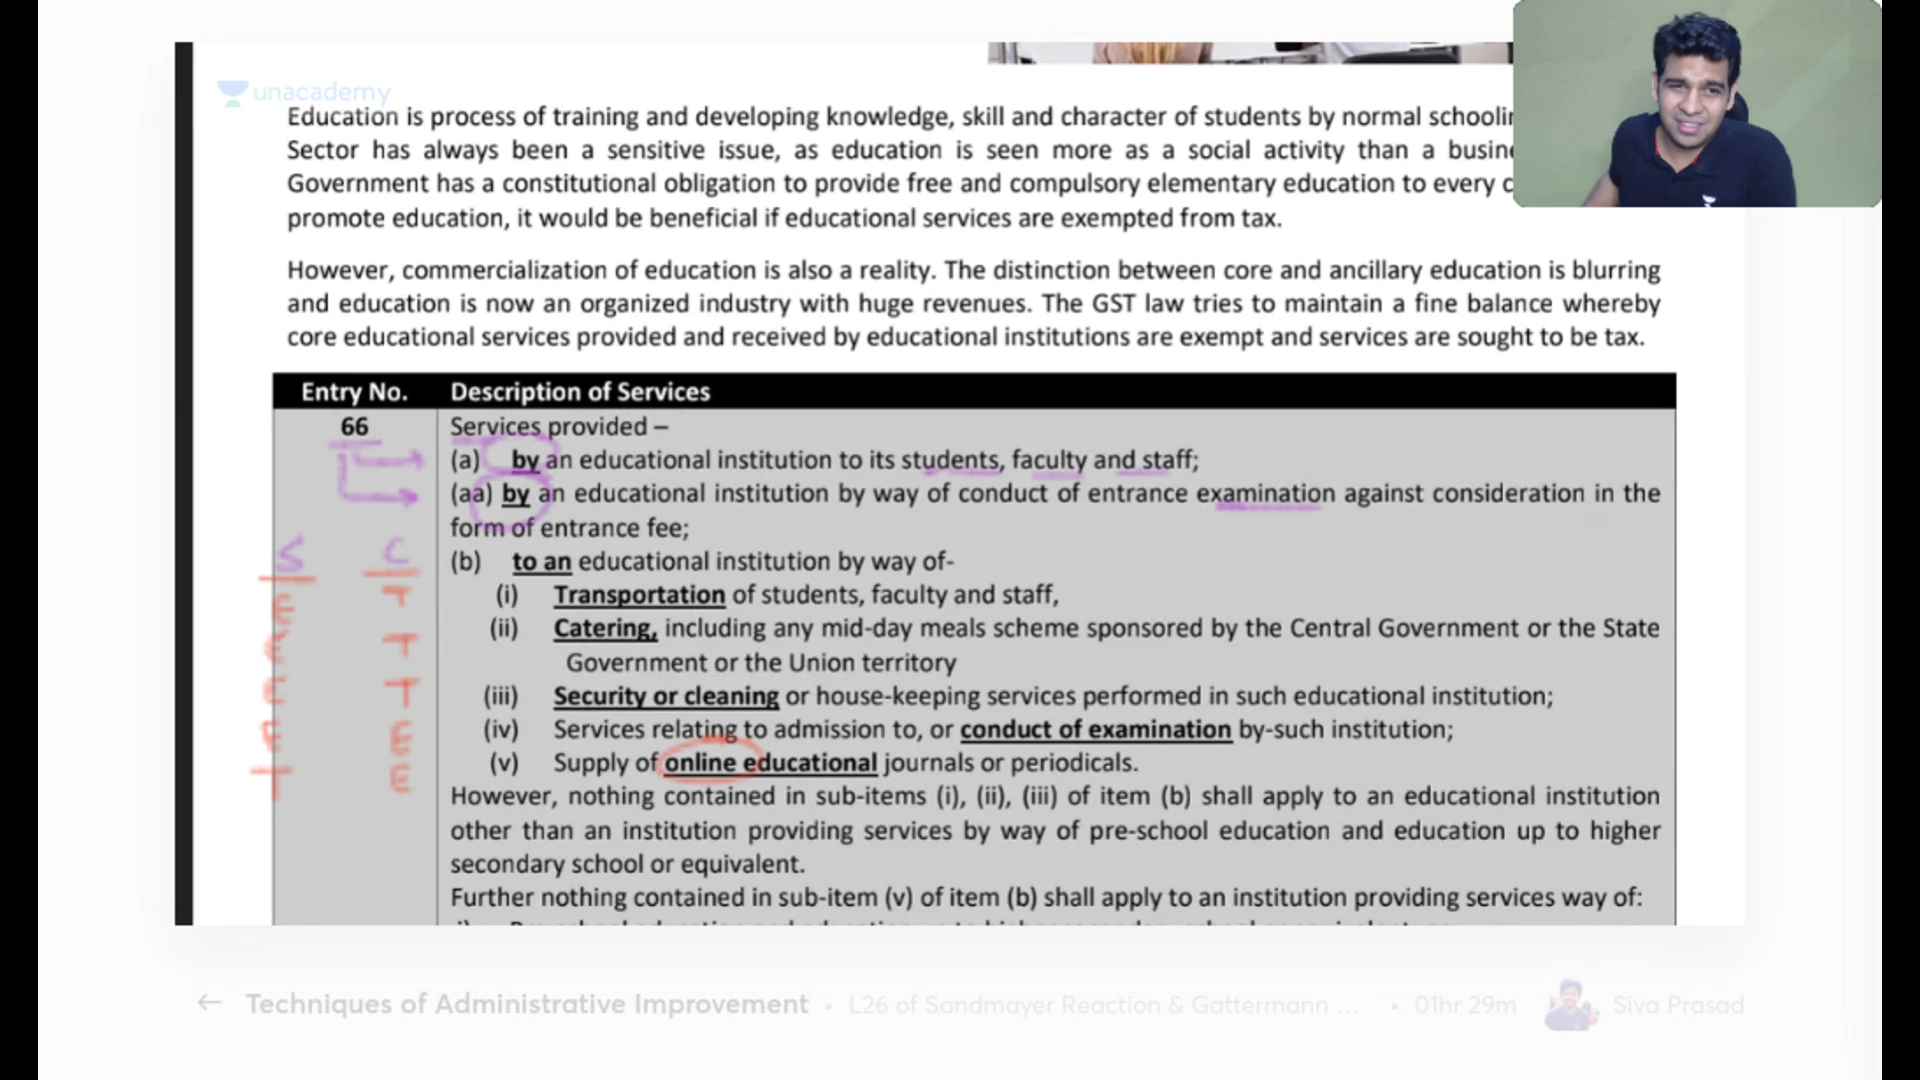 unacademy
Education is process of training and developing knowledge, skill and character of students by normal
Sector has always been a sensitive issue, as education is seen more as a social activity than a
Government has a constitutional obligation to provide free and compulsory elementary education to every
promote education, it would be beneficial if educational services are exempted from tax.
However, commercialization of education is also a reality. The distinction between core and ancillary education is blurring
and education is now an organized industry with huge revenues. The GST law tries to maintain a fine balance whereby
core educational services provided and received by educational institutions are exempt and services are sought to be tax.
Entry No. Description of Services
66 Services provided –
(a) by an educational institution to its students, faculty and staff;
(aa) by an educational institution by way of conduct of entrance examination against consideration in the
form of entrance fee;
S C
(b) to an educational institution by way of-
E T
(i) Transportation of students, faculty and staff,
E T
(ii) Catering, including any mid-day meals scheme sponsored by the Central Government or the State
Government or the Union territory
E T
(iii) Security or cleaning or house-keeping services performed in such educational institution;
E E
(iv) Services relating to admission to, or conduct of examination by-such institution;
T E
(v) Supply of online educational journals or periodicals.
However, nothing contained in sub-items (i), (ii), (iii) of item (b) shall apply to an educational institution
other than an institution providing services by way of pre-school education and education up to higher
secondary school or equivalent.
Further nothing contained in sub-item (v) of item (b) shall apply to an institution providing services way of:
Techniques of Administrative Improvement • L26 of Sandmayer Reaction & Gattermann ... • 01hr 29m Siva Prasad